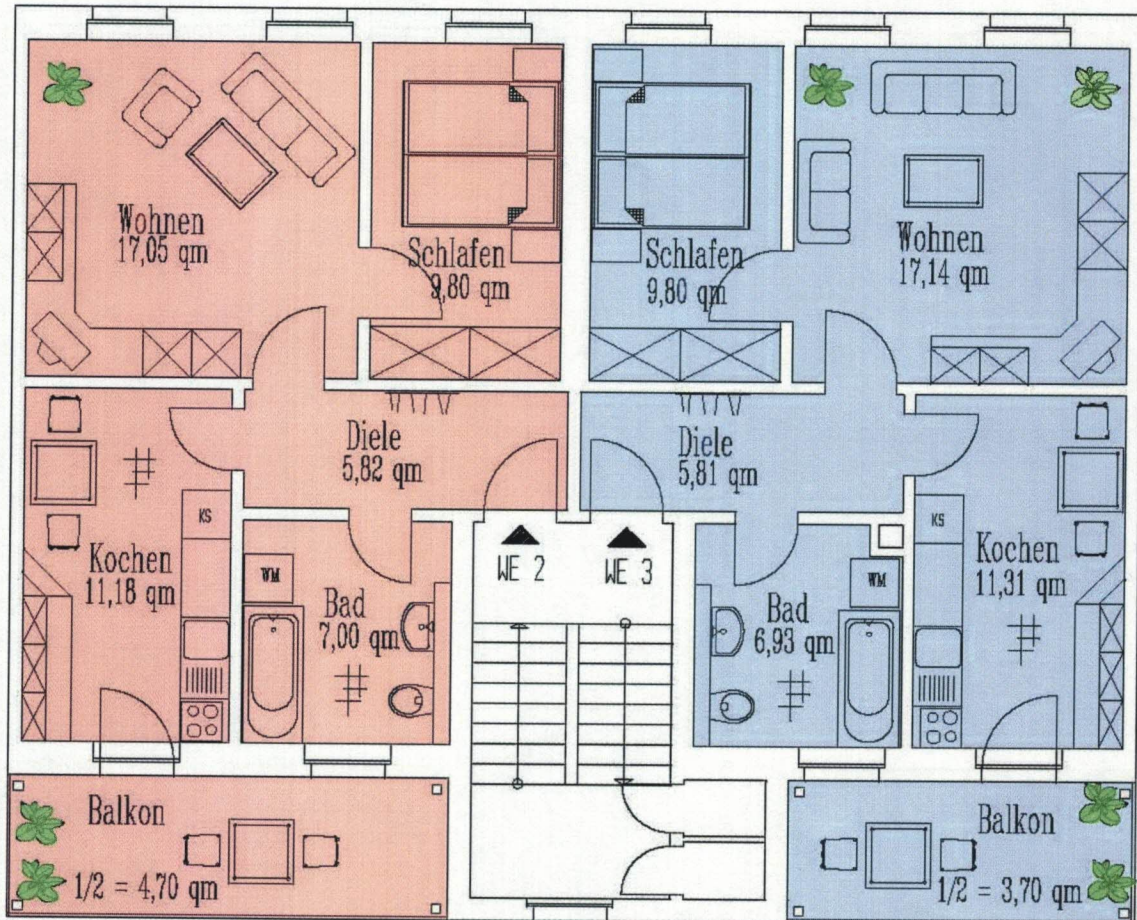 Wohnen
17,05 qm
Schlafen
9,80 qm
Schlafen
9,80 qm
Wohnen
17,14 qm
Diele
5,82 qm
Diele
5,81 qm
KS
Kochen
11,18 qm
WM
Bad
7,00 qm
WE 2
WE 3
Bad
6,93 qm
WM
KS
Kochen
11,31 qm
Balkon
1/2 = 4,70 qm
Balkon
1/2 = 3,70 qm